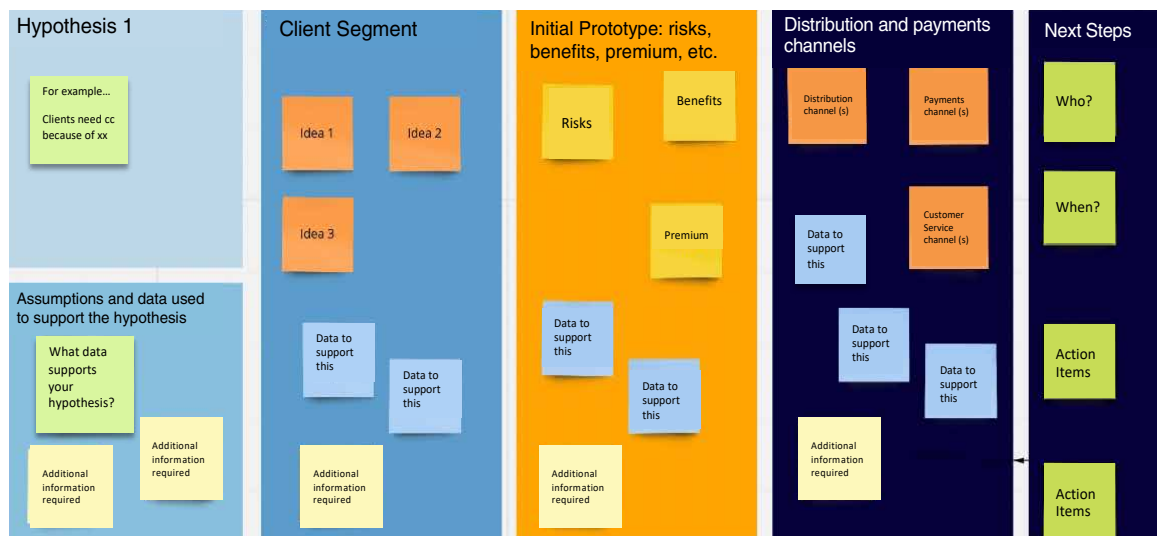 Hypothesis 1
For example...
Clients need cc
because of xx
Assumptions and data used
to support the hypothesis
What data
supports
your
hypothesis?
Additional
information
required
Additional
information
required
Client Segment
Idea 1
Idea 2
Idea 3
Data to
support
this
Data to
support
this
Additional
information
required
Initial Prototype: risks,
benefits, premium, etc.
Risks
Benefits
Premium
Data to
support
this
Data to
support
this
Additional
information
required
Distribution and payments
channels
Distribution
channel (s)
Payments
channel (s)
Customer
Service
channel (s)
Data to
support
this
Data to
support
this
Data to
support
this
Additional
information
required
Next Steps
Who?
When?
Action
Items
Action
Items